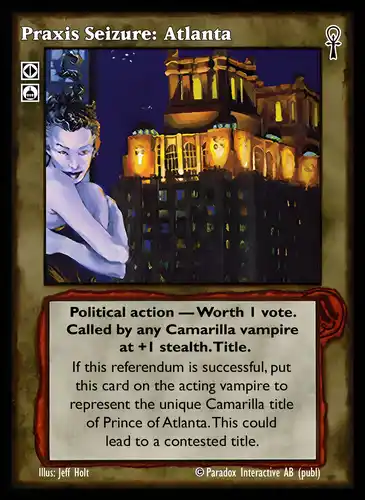 Praxis Seizure: Atlanta
Political action — Worth 1 vote.
Called by any Camarilla vampire
at +1 stealth. Title.
If this referendum is successful, put
this card on the acting vampire to
represent the unique Camarilla title
of Prince of Atlanta. This could
lead to a contested title.
Illus: Jeff Holt
© Paradox Interactive AB (publ)